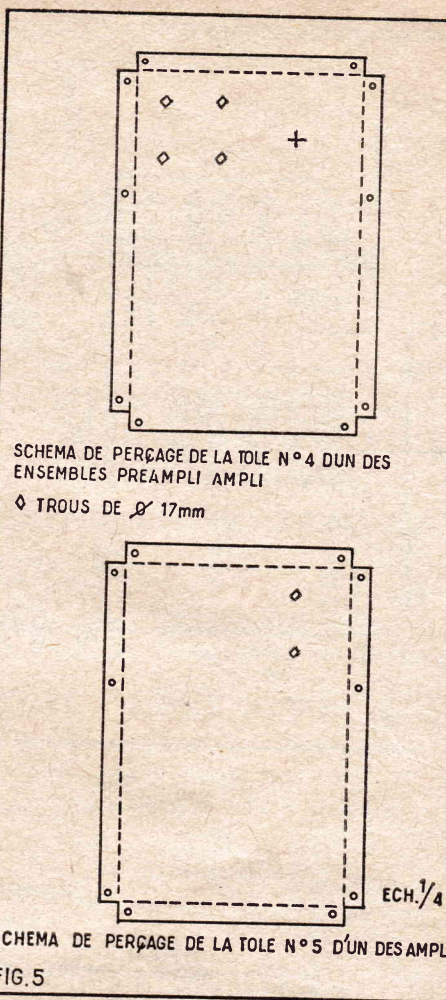 SCHEMA DE PERÇAGE DE LA TOLE N°4 DUN DES
ENSEMBLES PREAMPLI AMPLI
◊ TROUS DE Ø 17mm
ECH. 1/4
CHEMA DE PERÇAGE DE LA TOLE N°5 D'UN DES AMPL
FIG.5